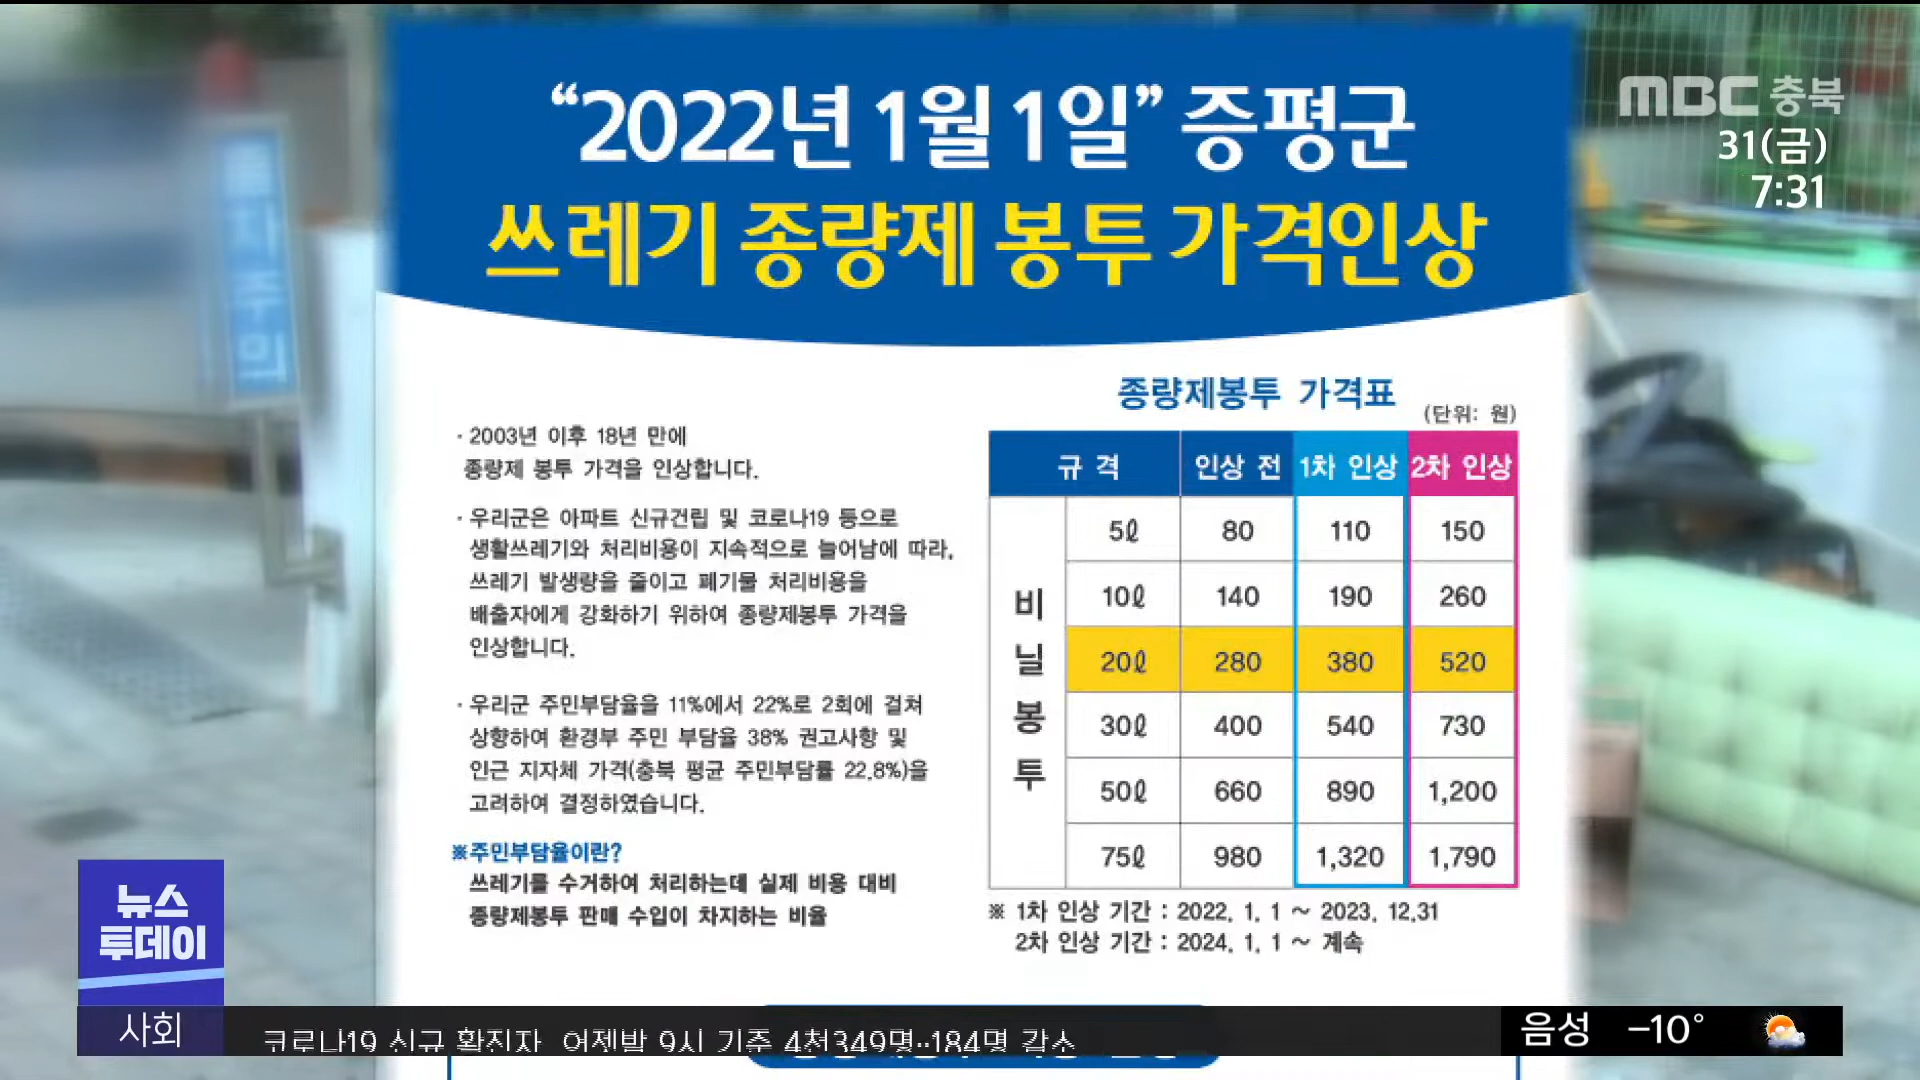 “2022년 1월 1일” 증평군
쓰레기 종량제 봉투 가격인상
MBC 충북
31(금)
7:31
종량제봉투 가격표
(단위: 원)
· 2003년 이후 18년 만에
종량제 봉투 가격을 인상합니다.
· 우리군은 아파트 신규건립 및 코로나19 등으로
생활쓰레기와 처리비용이 지속적으로 늘어남에 따라,
쓰레기 발생량을 줄이고 폐기물 처리비용을
배출자에게 강화하기 위하여 종량제봉투 가격을
인상합니다.
· 우리군 주민부담율을 11%에서 22%로 2회에 걸쳐
상향하여 환경부 주민 부담율 38% 권고사항 및
인근 지자체 가격(충북 평균 주민부담률 22.8%)을
고려하여 결정하였습니다.
※주민부담율이란?
쓰레기를 수거하여 처리하는데 실제 비용 대비
종량제봉투 판매 수입이 차지하는 비율
규 격 인상 전 1차 인상 2차 인상
비닐봉투
5ℓ 80 110 150
10ℓ 140 190 260
20ℓ 280 380 520
30ℓ 400 540 730
50ℓ 660 890 1,200
75ℓ 980 1,320 1,790
※ 1차 인상 기간 : 2022. 1. 1 ~ 2023. 12.31
2차 인상 기간 : 2024. 1. 1 ~ 계속
뉴스
투데이
사회
코로나19 신규 확진자, 어젯밤 9시 기준 4천349명··184명 감소
음성 -10°